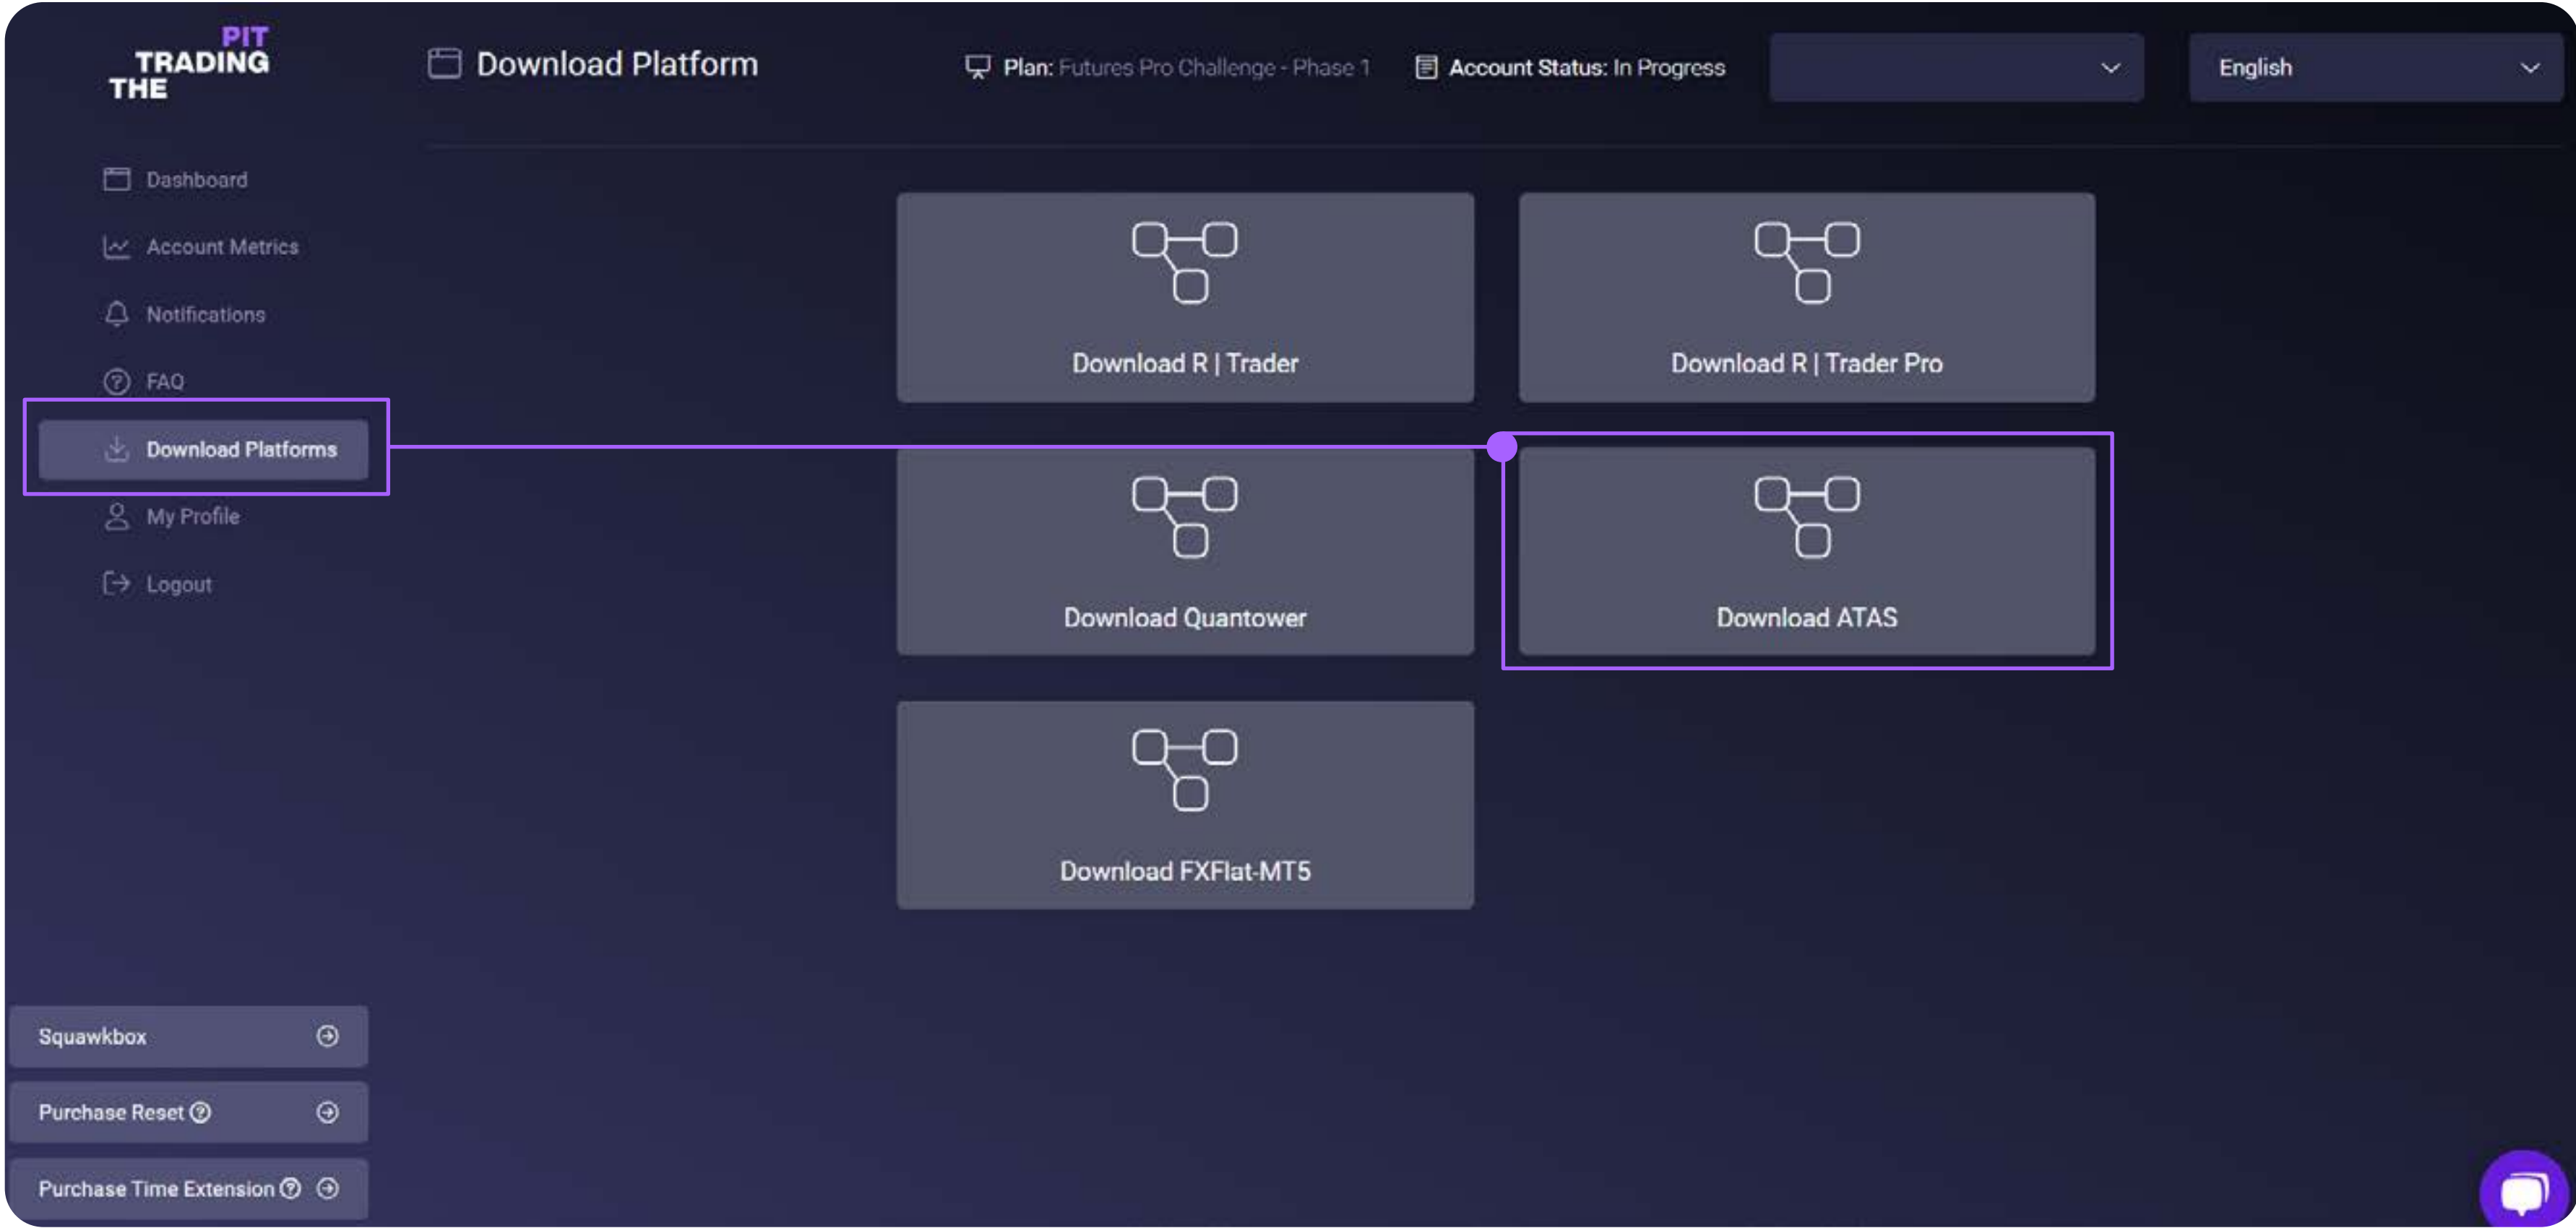 PIT
TRADING
THE
Download Platform
Plan: Futures Pro Challenge - Phase 1
Account Status: In Progress
English
Dashboard
Account Metrics
Notifications
FAQ
Download Platforms
My Profile
Logout
Download R | Trader
Download R | Trader Pro
Download Quantower
Download ATAS
Download FXFlat-MT5
Squawkbox
Purchase Reset
Purchase Time Extension